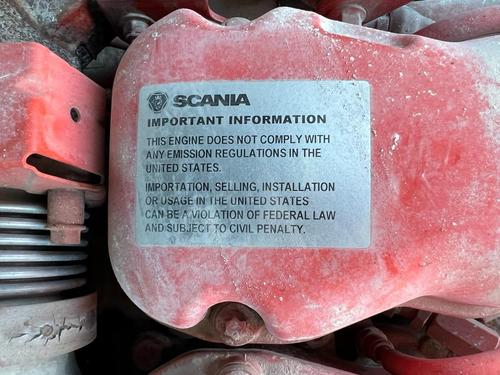 SCANIA
IMPORTANT INFORMATION
THIS ENGINE DOES NOT COMPLY WITH
ANY EMISSION REGULATIONS IN THE
UNITED STATES.
IMPORTATION, SELLING, INSTALLATION
OR USAGE IN THE UNITED STATES
CAN BE A VIOLATION OF FEDERAL LAW
AND SUBJECT TO CIVIL PENALTY.